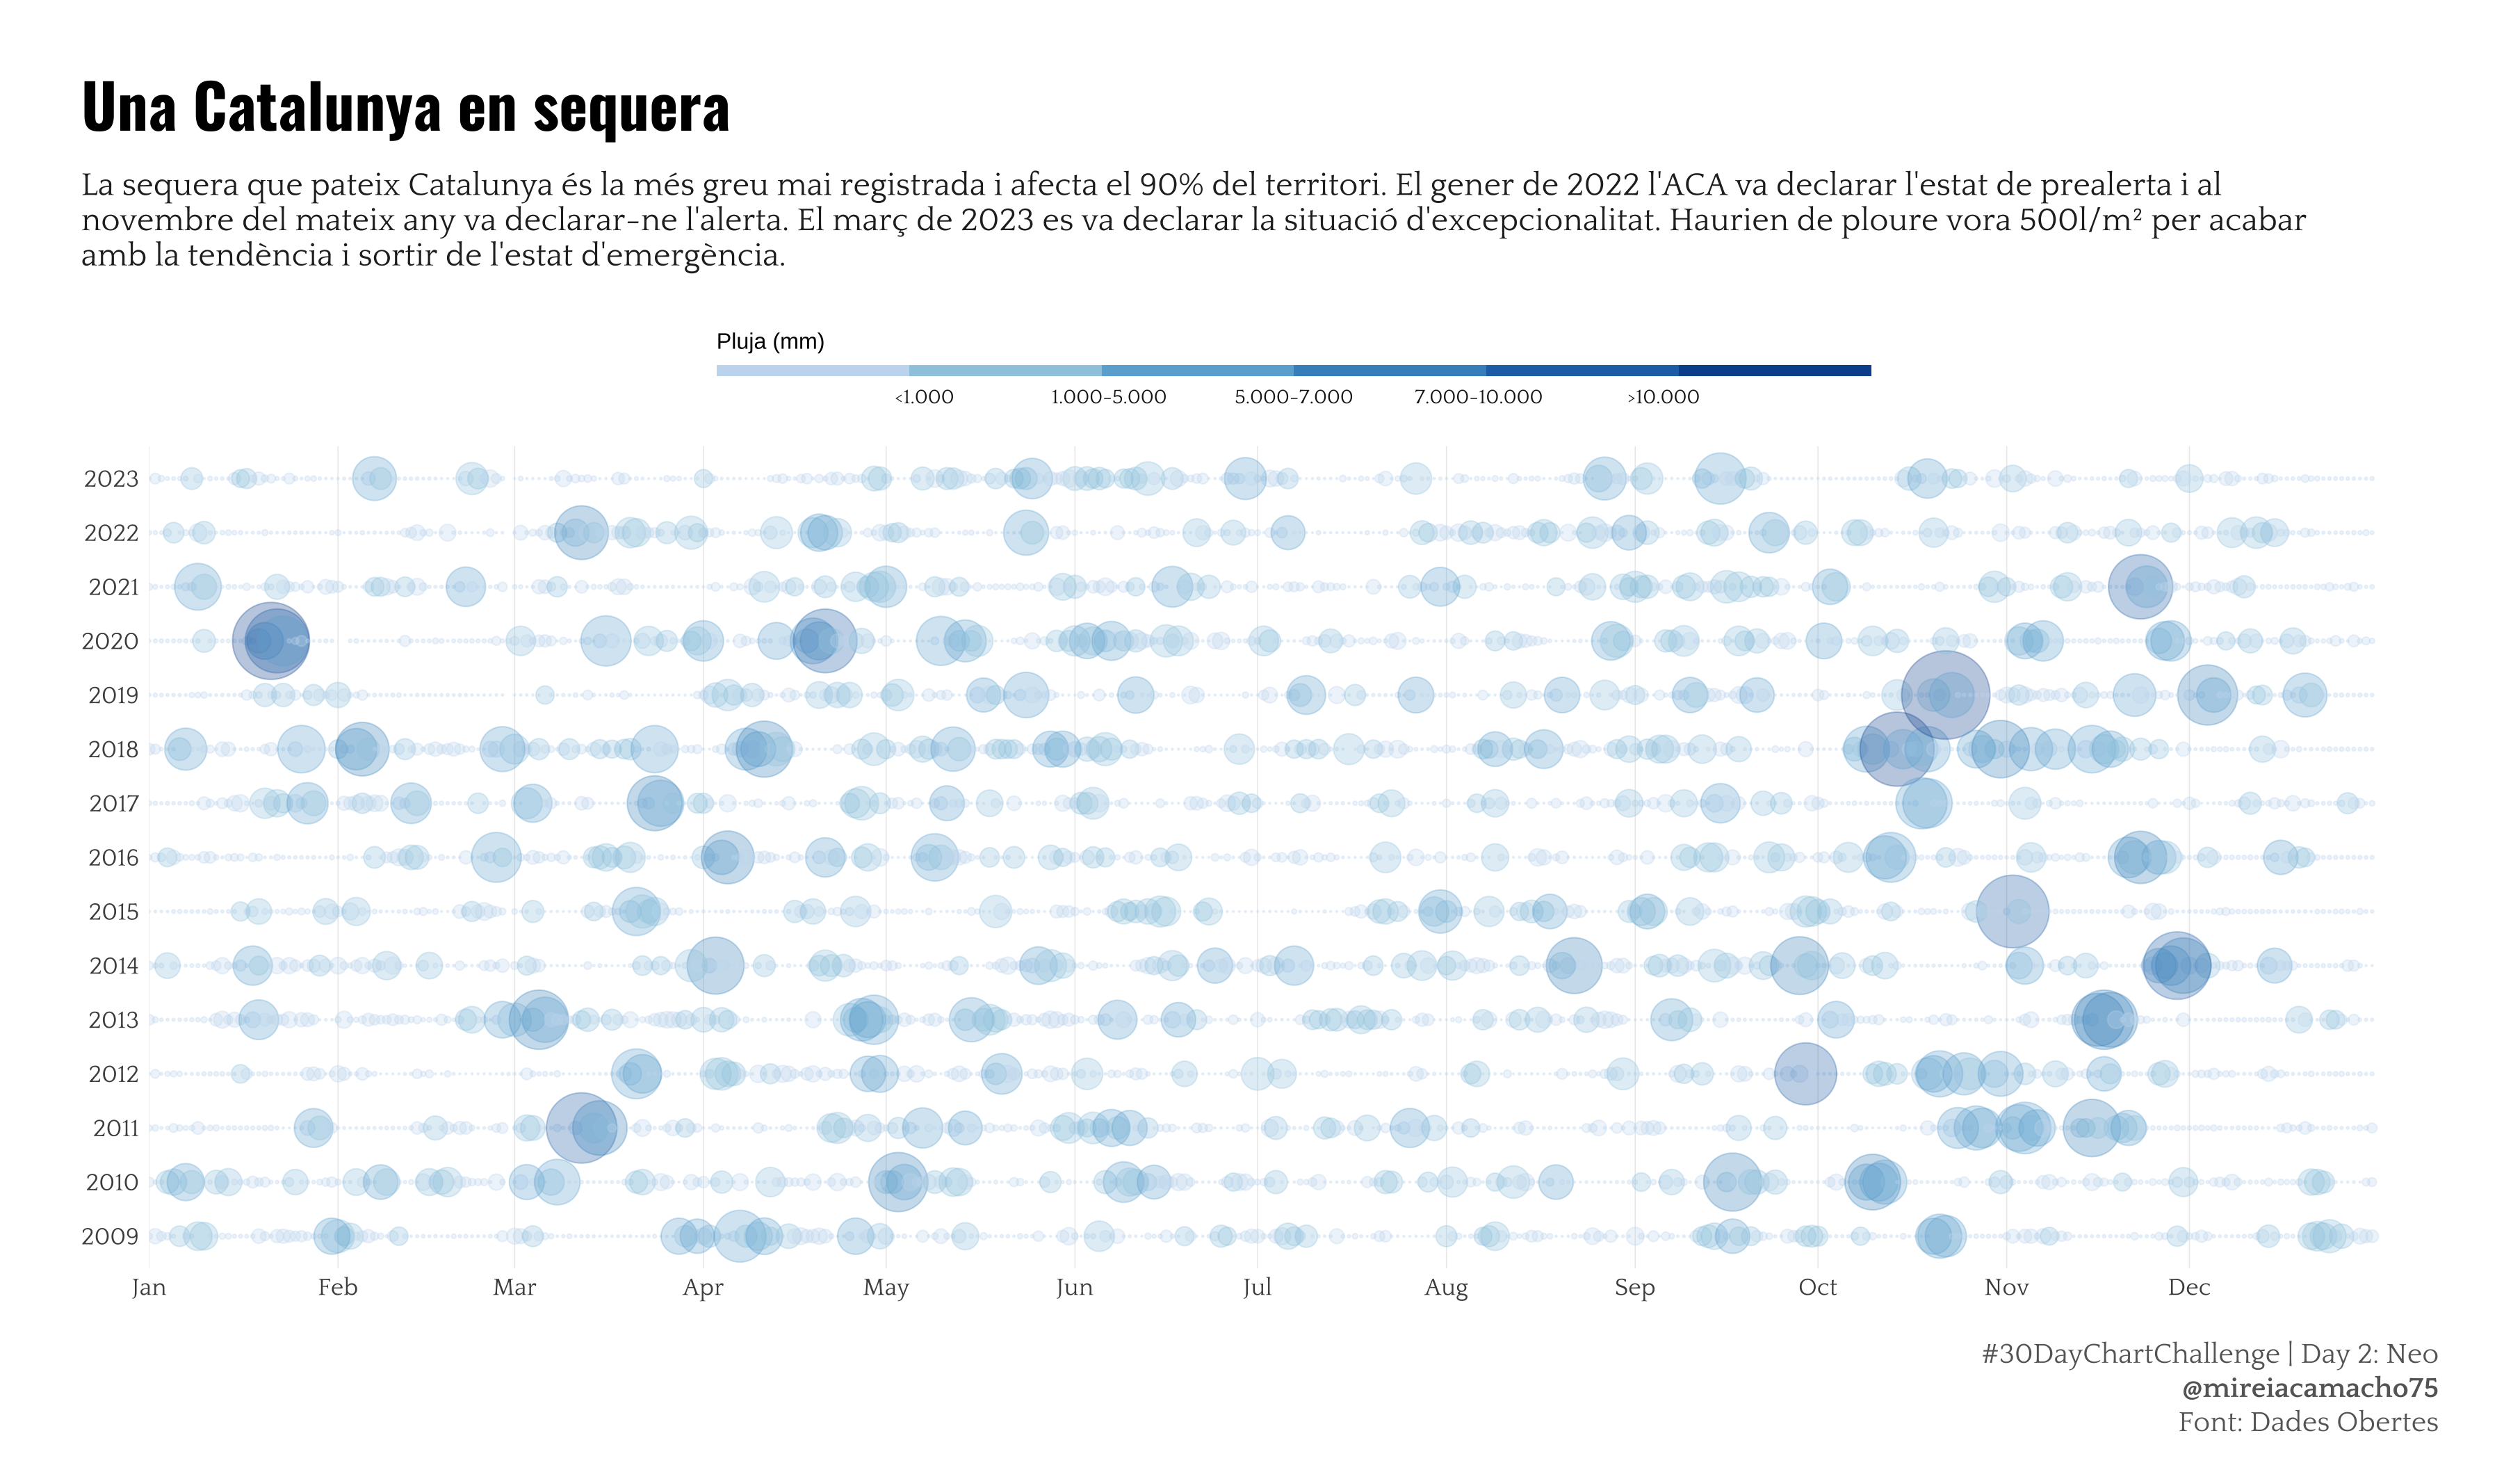 Una Catalunya en sequera
La sequera que pateix Catalunya és la més greu mai registrada i afecta el 90% del territori. El gener de 2022 l'ACA va declarar l'estat de prealerta i al
novembre del mateix any va declarar-ne l'alerta. El març de 2023 es va declarar la situació d'excepcionalitat. Haurien de ploure vora 500l/m² per acabar
amb la tendència i sortir de l'estat d'emergència.
Pluja (mm)
<1.000 1.000-5.000 5.000-7.000 7.000-10.000 >10.000
2023
2022
2021
2020
2019
2018
2017
2016
2015
2014
2013
2012
2011
2010
2009
Jan Feb Mar Apr May Jun Jul Aug Sep Oct Nov Dec
#30DayChartChallenge | Day 2: Neo
@mireiacamacho75
Font: Dades Obertes